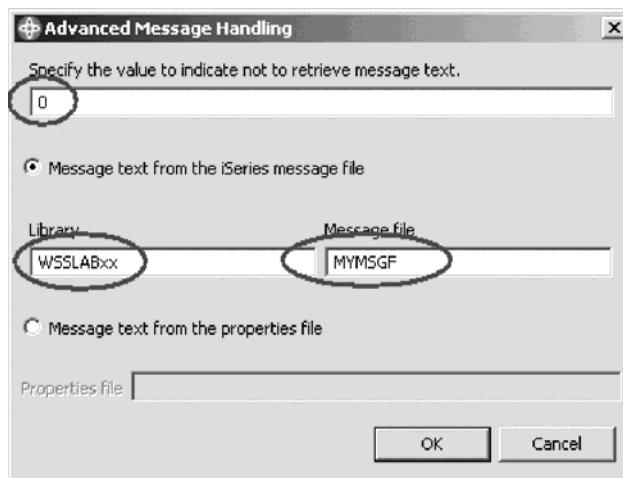 Advanced Message Handling
Specify the value to indicate not to retrieve message text.
0
Message text from the iSeries message file
Library Message file
WSSLABxx MYMSGF
Message text from the properties file
Properties file
OK Cancel